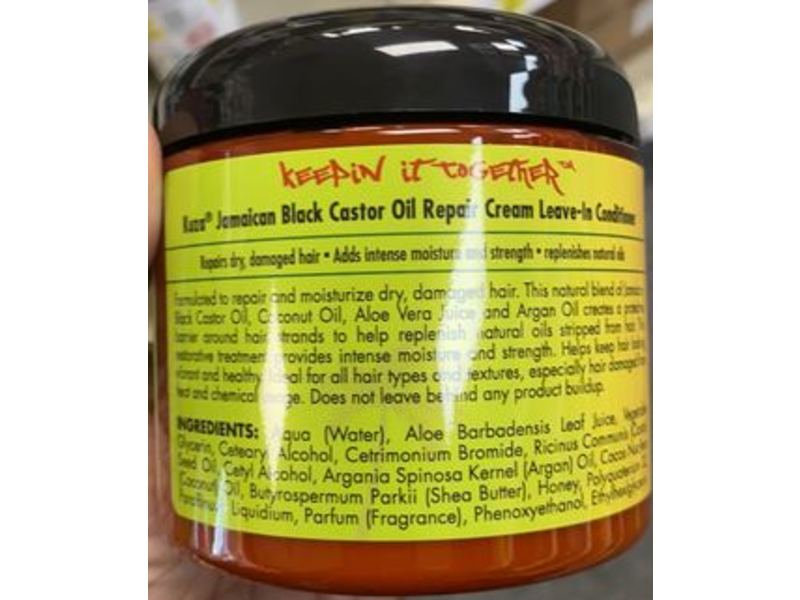 KEEPIN IT TOGETHER™
Kuza® Jamaican Black Castor Oil Repair Cream Leave-In Conditioner
Repairs dry, damaged hair • Adds intense moisture and strength • replenishes natural oils
Formulated to repair and moisturize dry, damaged hair. This natural blend of
Black Castor Oil, Coconut Oil, Aloe Vera Juice and Argan Oil creates a
barrier around hair strands to help replenish natural oils stripped from hair.
restorative treatment provides intense moisture and strength. Helps keep hair
vibrant and healthy. Ideal for all hair types and textures, especially hair damaged
heat and chemical usage. Does not leave behind any product buildup.
INGREDIENTS: Aqua (Water), Aloe Barbadensis Leaf Juice,
Glycerin, Cetearyl Alcohol, Cetrimonium Bromide, Ricinus Communis
Seed Oil, Cetyl Alcohol, Argania Spinosa Kernel (Argan) Oil, Cocos
Coconut Oil, Butyrospermum Parkii (Shea Butter), Honey,
Paraffinum Liquidium, Parfum (Fragrance), Phenoxyethanol,